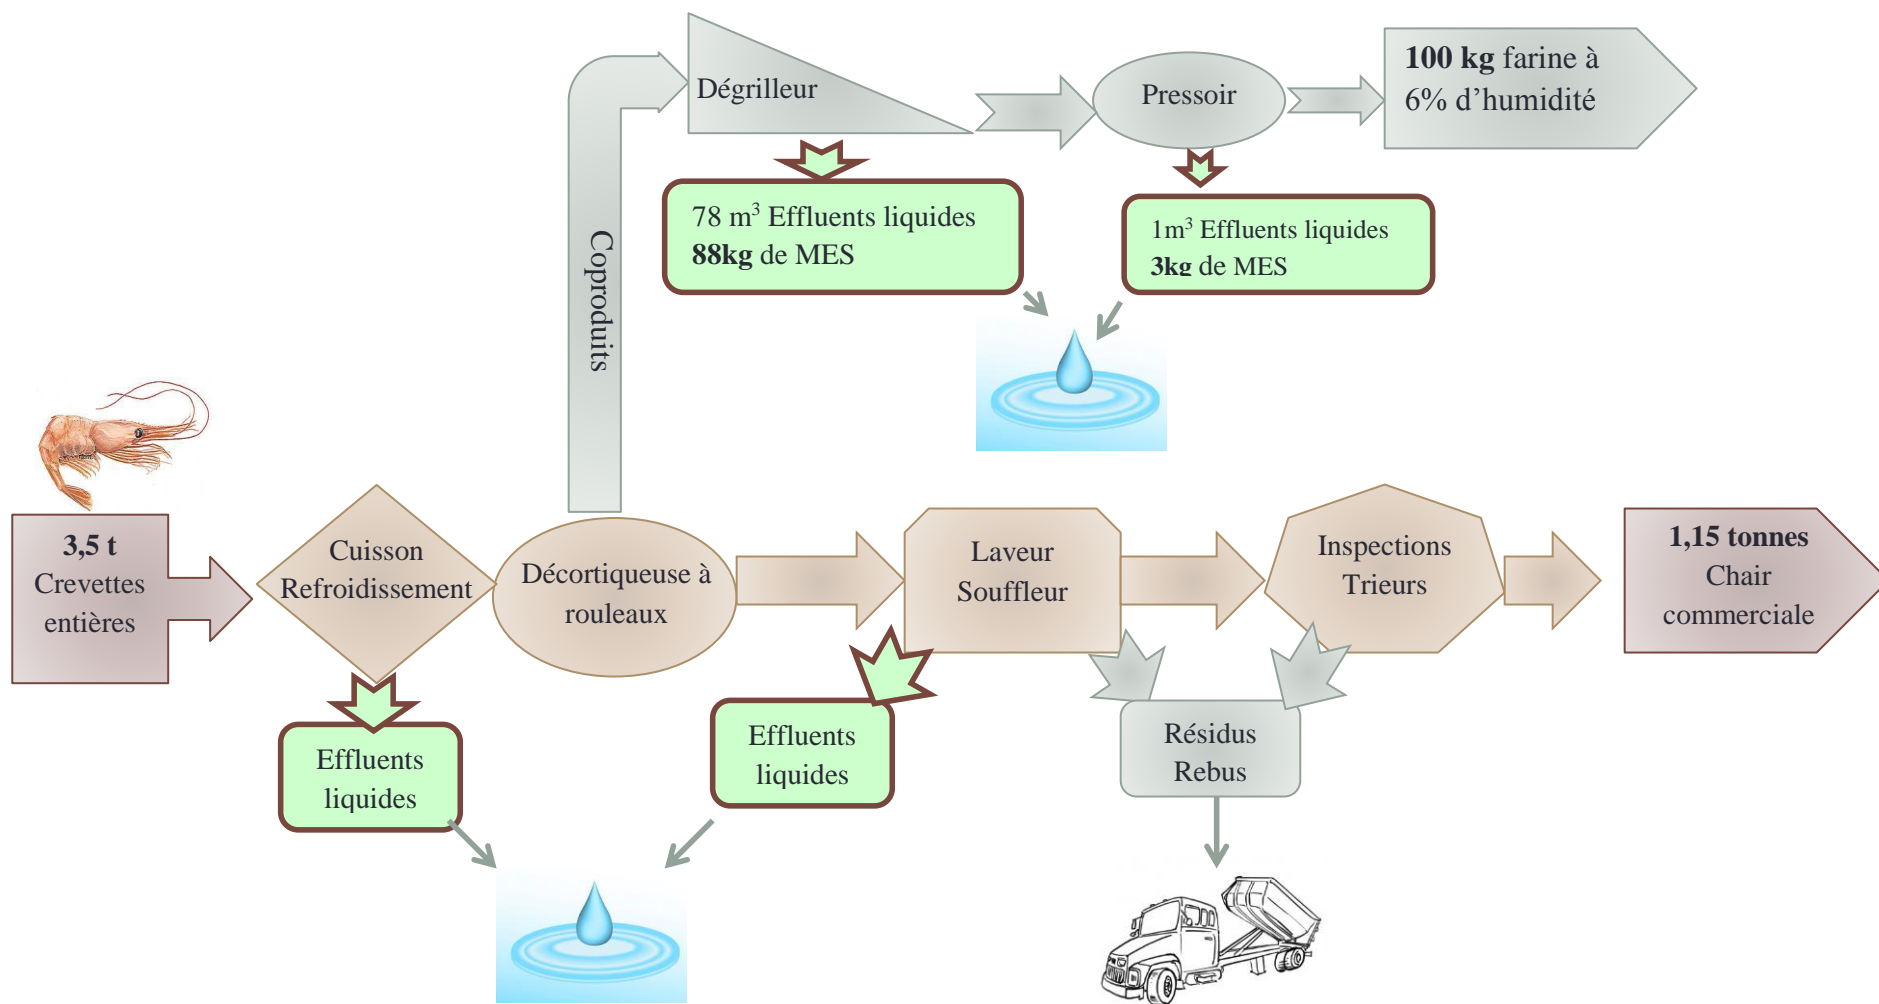 Dégrilleur
Pressoir
100 kg farine à
6% d’humidité
78 m³ Effluents liquides
88kg de MES
1m³ Effluents liquides
3kg de MES
Coproduits
3,5 t
Crevettes
entières
Cuisson
Refroidissement
Décortiqueuse à
rouleaux
Laveur
Souffleur
Inspections
Trieurs
1,15 tonnes
Chair
commerciale
Effluents
liquides
Effluents
liquides
Résidus
Rebus